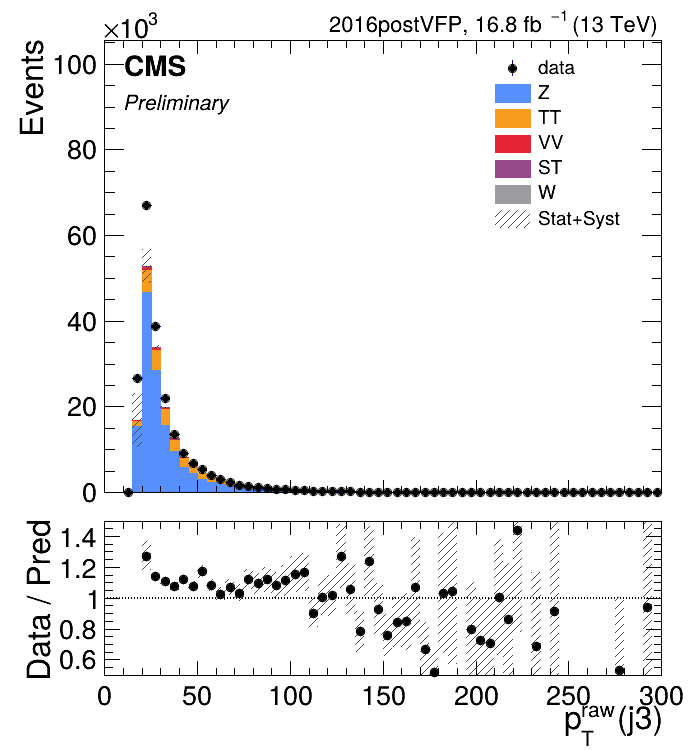 ×10³
2016postVFP, 16.8 fb ⁻¹ (13 TeV)
CMS
Preliminary
Events
100
80
60
40
20
0
data
Z
TT
VV
ST
W
Stat+Syst
Data / Pred
1.4
1.2
1
0.8
0.6
0 50 100 150 200 250 300
p_T^raw(j3)